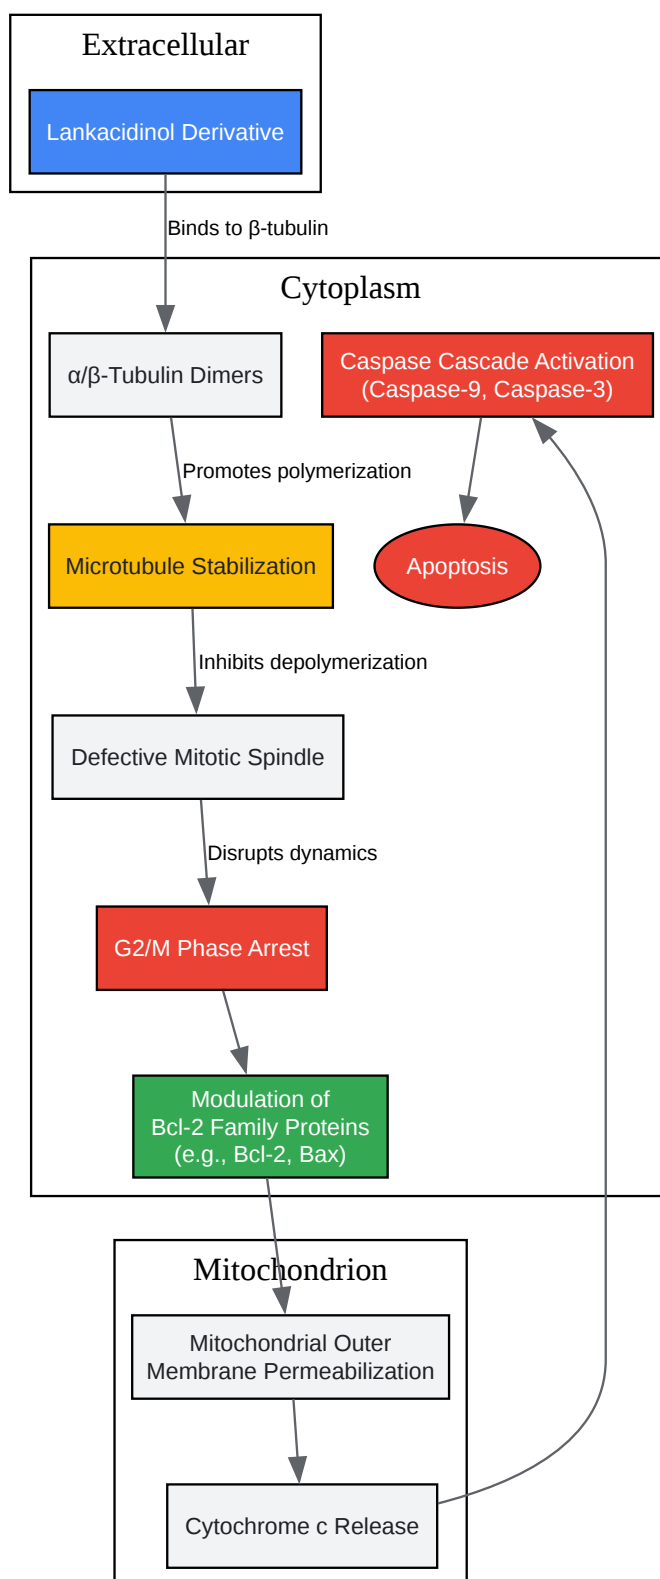 Extracellular
Lankacidinol Derivative
Binds to β-tubulin
Cytoplasm
α/β-Tubulin Dimers
Caspase Cascade Activation
(Caspase-9, Caspase-3)
Promotes polymerization
Microtubule Stabilization
Apoptosis
Inhibits depolymerization
Defective Mitotic Spindle
Disrupts dynamics
G2/M Phase Arrest
Modulation of
Bcl-2 Family Proteins
(e.g., Bcl-2, Bax)
Mitochondrion
Mitochondrial Outer
Membrane Permeabilization
Cytochrome c Release